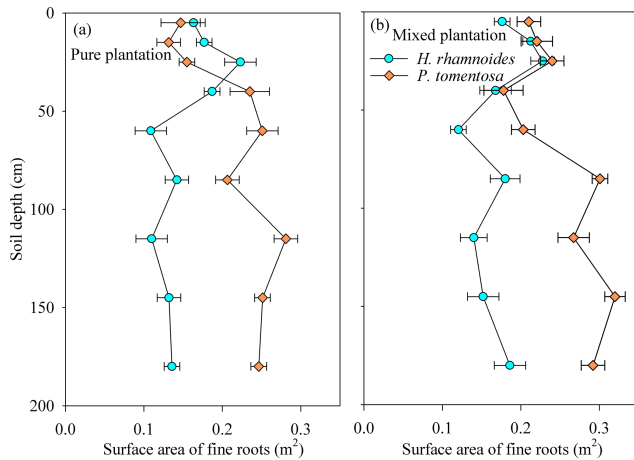 (a)
Pure plantation
0
50
100
150
200
Soil depth (cm)
0.0 0.1 0.2 0.3
Surface area of fine roots (m²)
(b)
Mixed plantation
H. rhamnoides
P. tomentosa
0.0 0.1 0.2 0.3
Surface area of fine roots (m²)